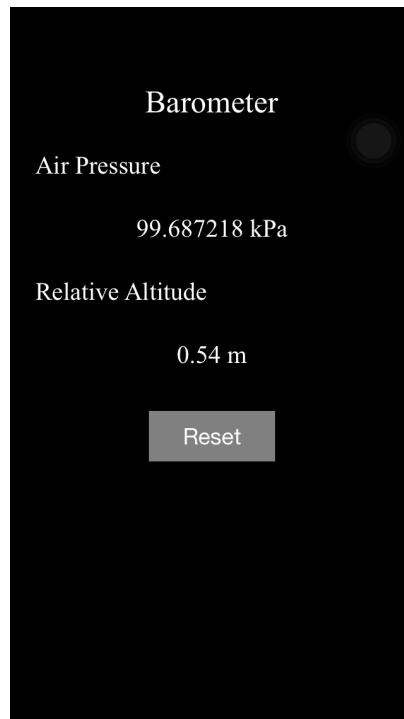 Barometer
Air Pressure
99.687218 kPa
Relative Altitude
0.54 m
Reset